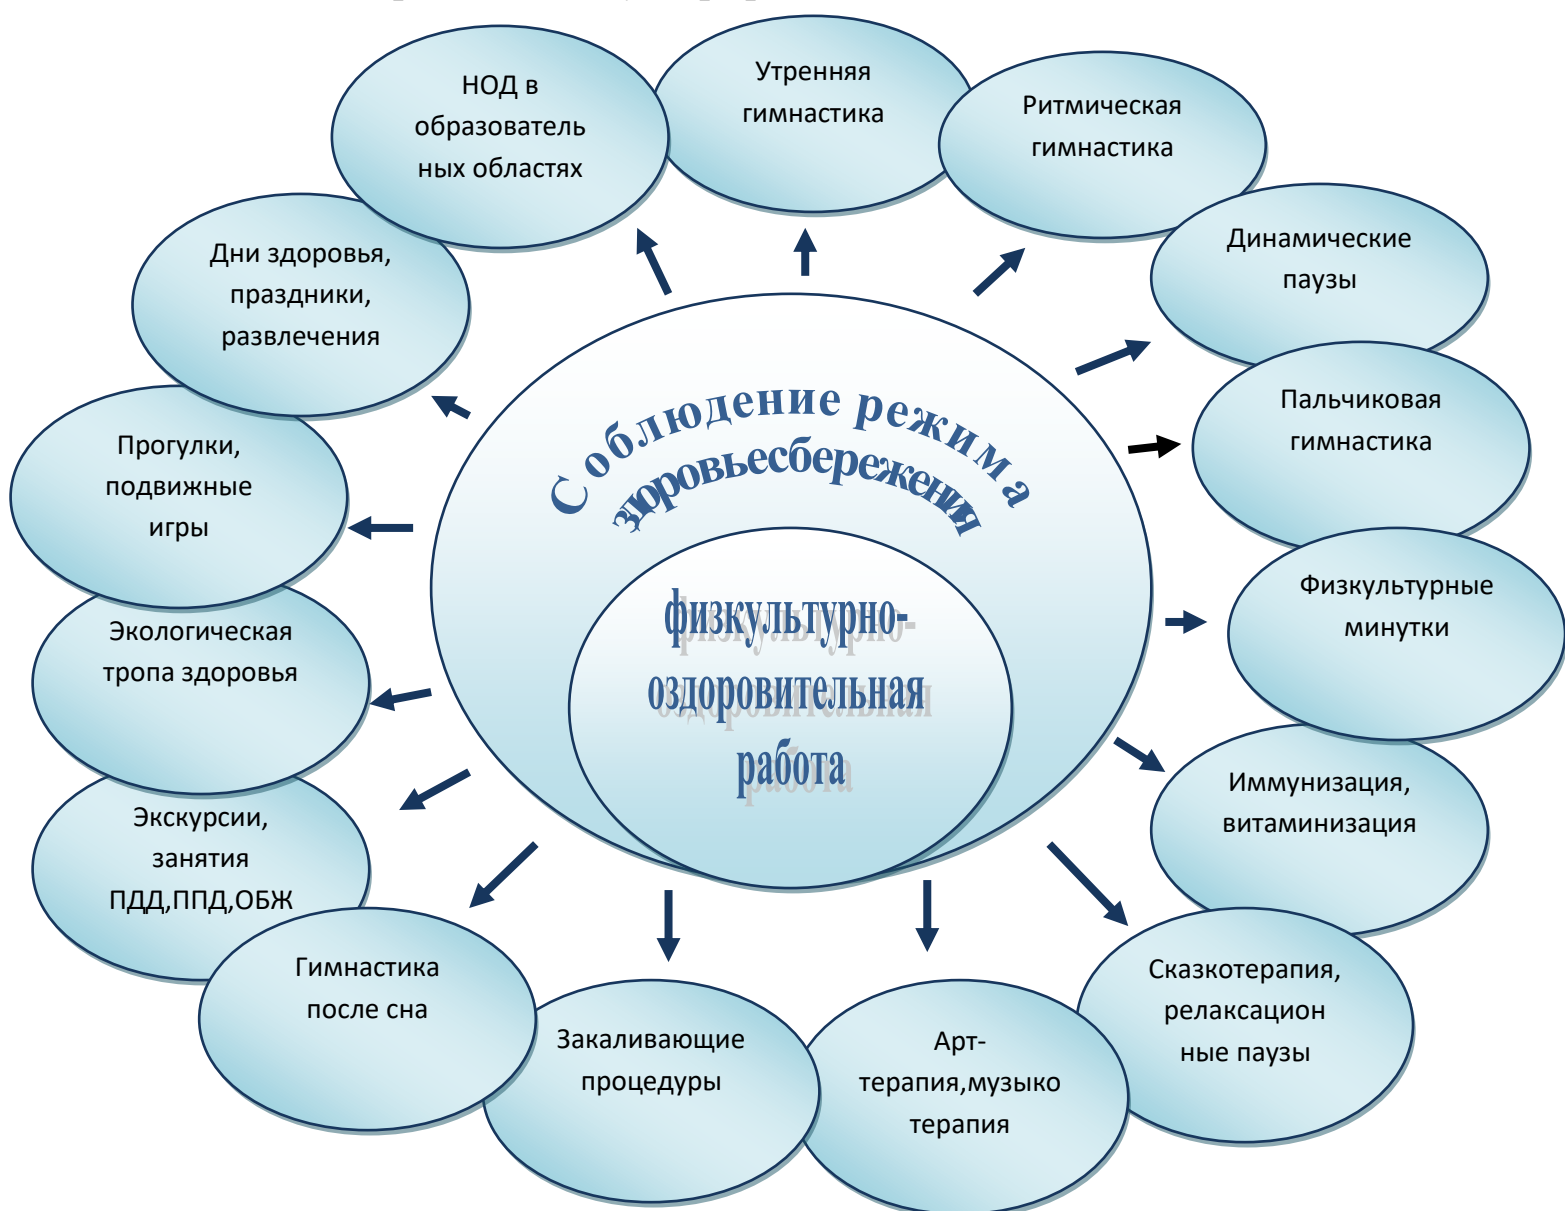 НОД в
образователь
ных областях
Утренняя
гимнастика
Ритмическая
гимнастика
Динамические
паузы
Пальчиковая
гимнастика
Физкультурные
минутки
Иммунизация,
витаминизация
Сказкотерапия,
релаксацион
ные паузы
Арт-
терапия,музыко
терапия
Закаливающие
процедуры
Гимнастика
после сна
Экскурсии,
занятия
ПДД,ППД,ОБЖ
Экологическая
тропа здоровья
Прогулки,
подвижные
игры
Дни здоровья,
праздники,
развлечения
Соблюдение режима
здоровьесбережения
физкультурно-
оздоровительная
работа